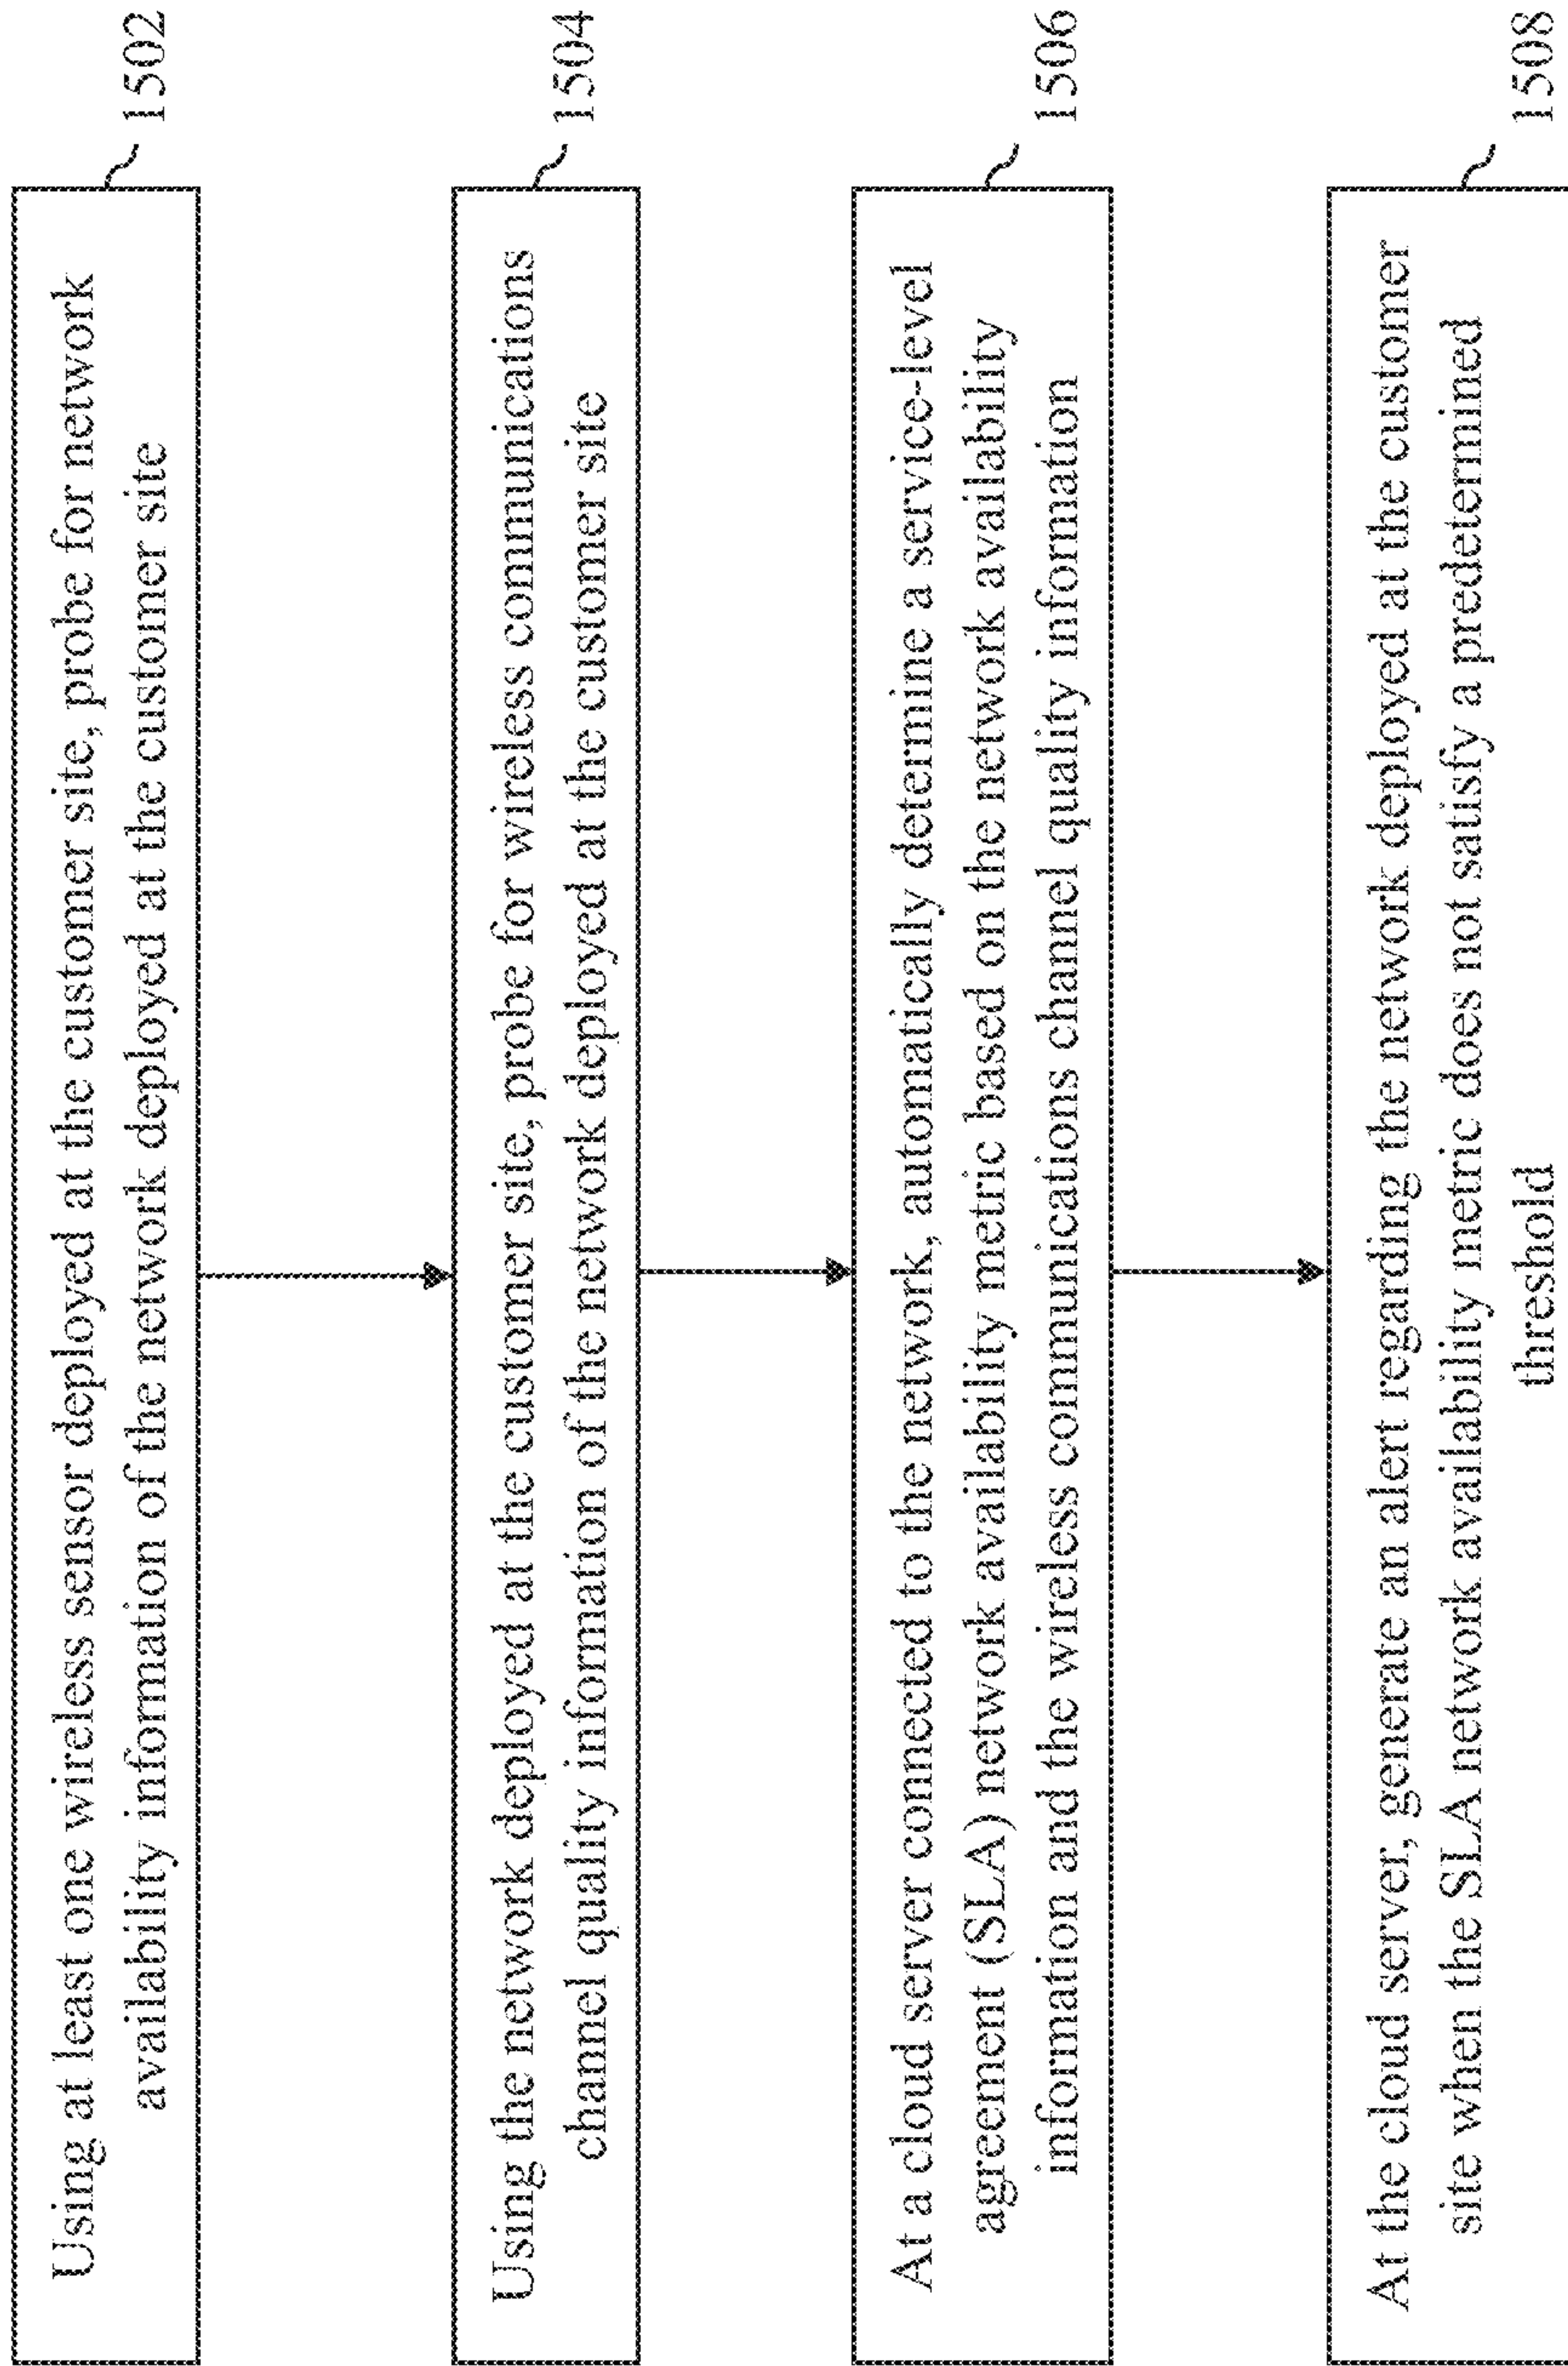 Using at least one wireless sensor deployed at the customer site, probe for network
availability information of the network deployed at the customer site
1502
Using the network deployed at the customer site, probe for wireless communications
channel quality information of the network deployed at the customer site
1504
At a cloud server connected to the network, automatically determine a service-level
agreement (SLA) network availability metric based on the network availability
information and the wireless communications channel quality information
1506
At the cloud server, generate an alert regarding the network deployed at the customer
site when the SLA network availability metric does not satisfy a predetermined
threshold
1508